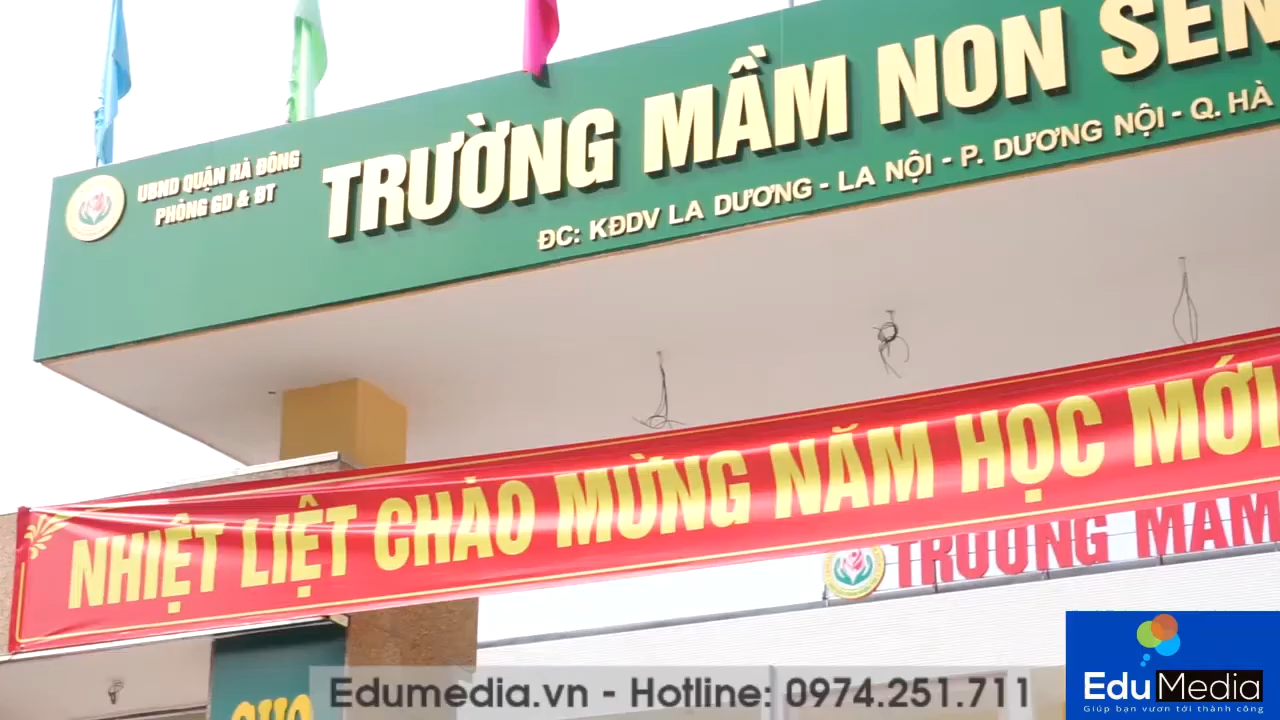 UBND QUẬN HÀ ĐÔNG
PHÒNG GD & ĐT
TRƯỜNG MẦM NON SEN
ĐC: KĐDV LA DƯƠNG - LA NỘI - P. DƯƠNG NỘI - Q. HÀ
NHIỆT LIỆT CHÀO MỪNG NĂM HỌC MỚI
TRƯỜNG MẦM
Edumedia.vn - Hotline: 0974.251.711
EduMedia
Giúp bạn vươn tới thành công